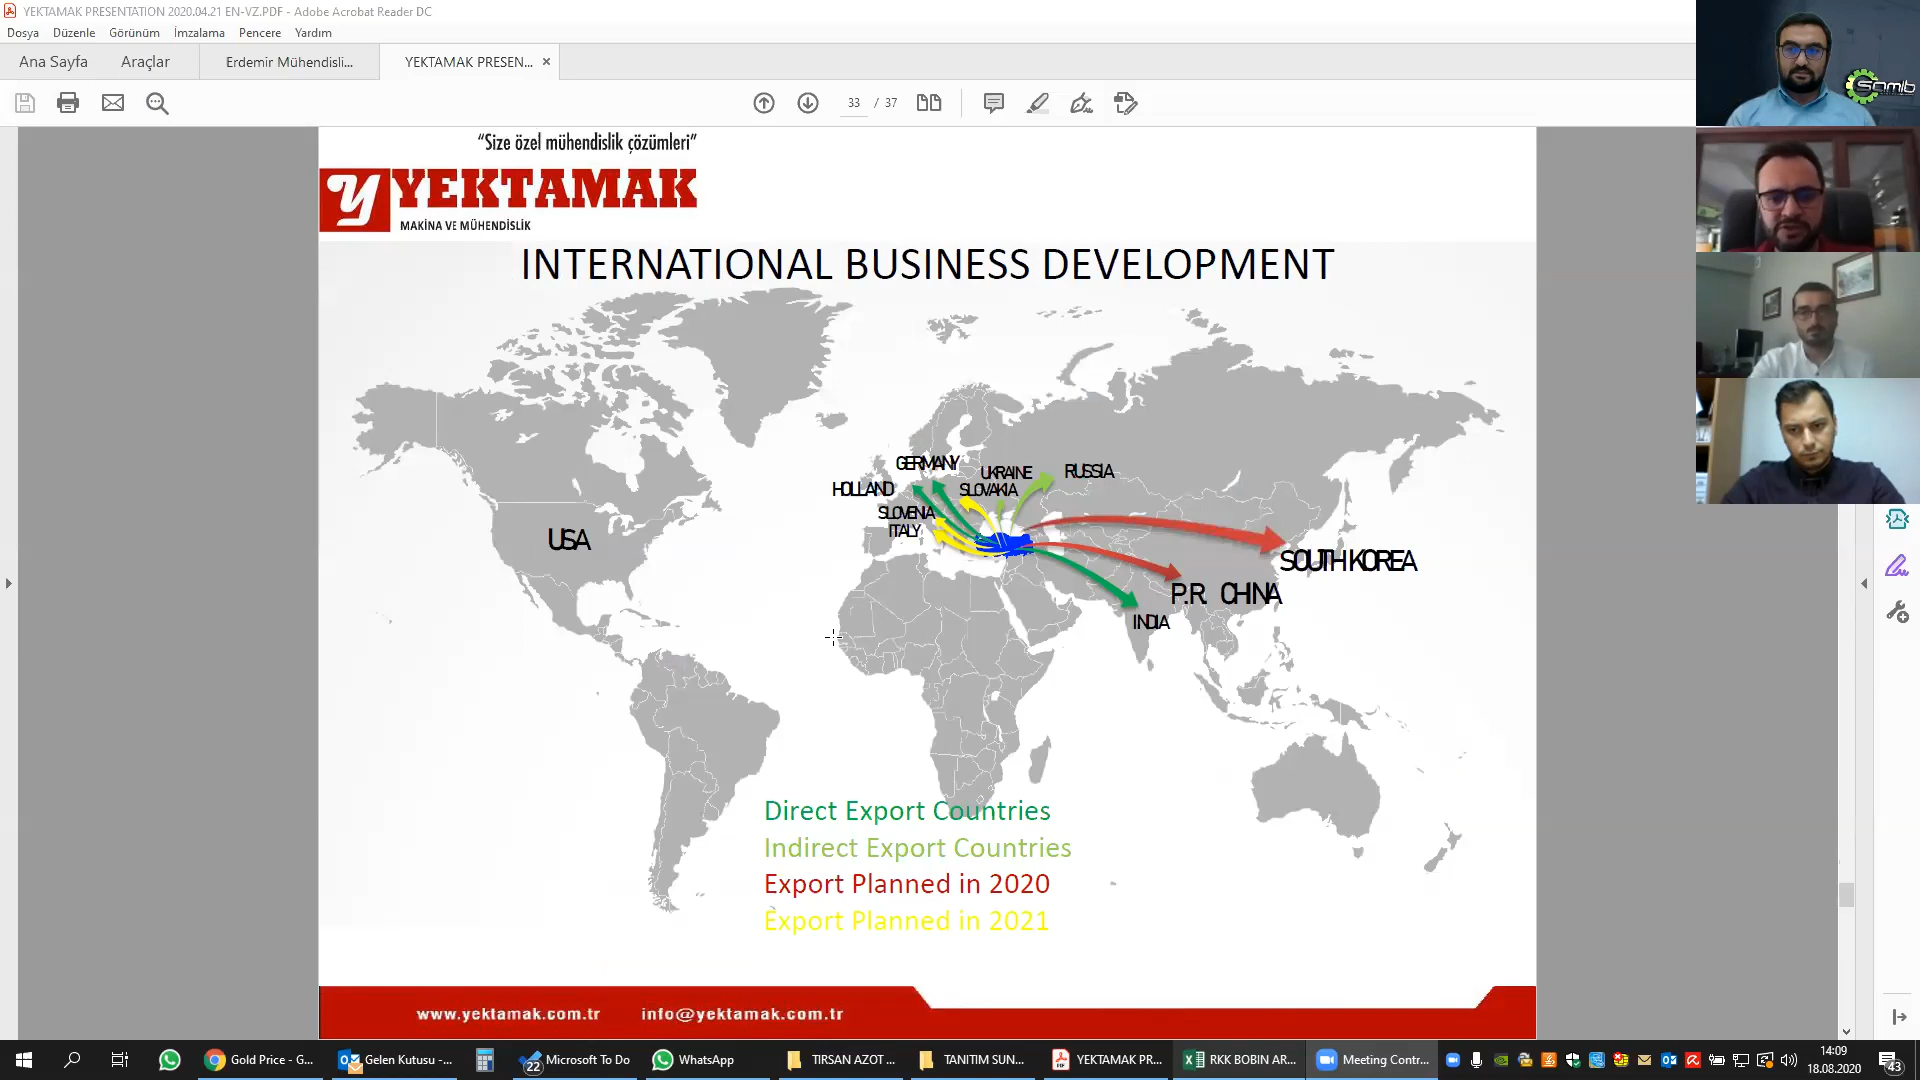 YEKTAMAK PRESENTATION 2020.04.21 EN-VZ.PDF - Adobe Acrobat Reader DC
Dosya Düzenle Görünüm İmzalama Pencere Yardım
Ana Sayfa Araçlar Erdemir Mühendisli... YEKTAMAK PRESEN... ×
33 / 37
Samib
“Size özel mühendislik çözümleri”
Y YEKTAMAK
MAKİNA VE MÜHENDİSLİK
INTERNATIONAL BUSINESS DEVELOPMENT
GERMANY
UKRAINE
RUSSIA
HOLLAND
SLOVAKIA
SLOVENIA
ITALY
USA
SOUTH KOREA
P.R. CHINA
INDIA
Direct Export Countries
Indirect Export Countries
Export Planned in 2020
Export Planned in 2021
www.yektamak.com.tr info@yektamak.com.tr
Gold Price - G... Gelen Kutusu -... 22 Microsoft To Do WhatsApp TIRSAN AZOT ... TANITIM SUN... YEKTAMAK PR... RKK BOBIN AR... Meeting Contr...
14:09
18.08.2020
43